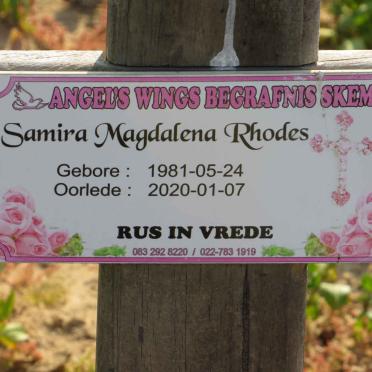 ANGEL'S WINGS BEGRAFNIS SKEM
Samira Magdalena Rhodes
Gebore : 1981-05-24
Oorlede : 2020-01-07
RUS IN VREDE
083 292 8220 / 022-783 1919